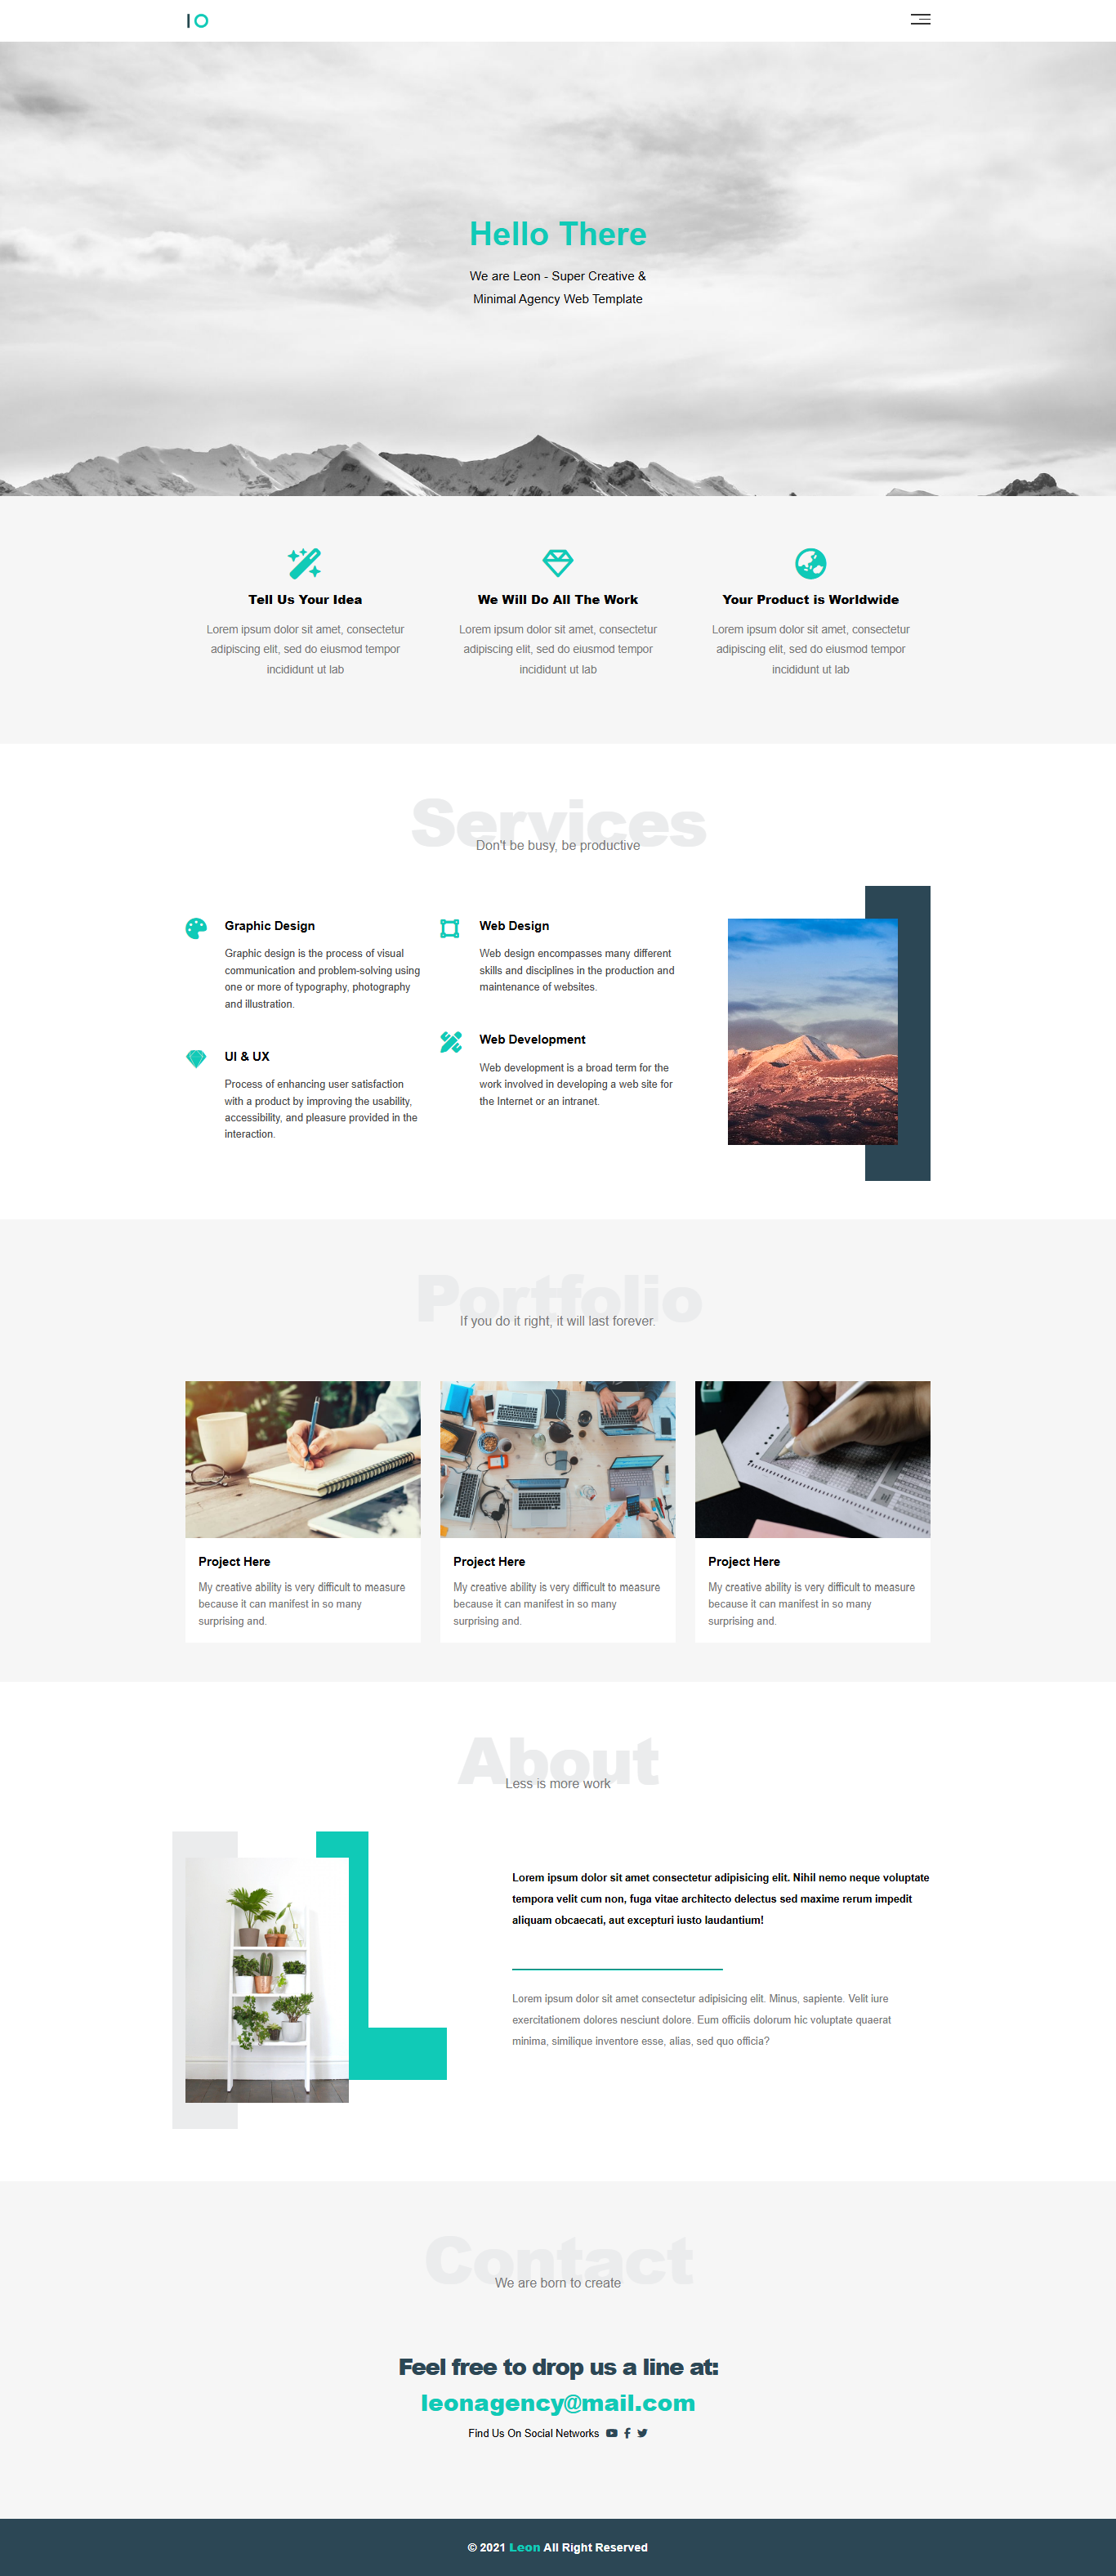 IO
Hello There
We are Leon - Super Creative &
Minimal Agency Web Template
Tell Us Your Idea
Lorem ipsum dolor sit amet, consectetur
adipiscing elit, sed do eiusmod tempor
incididunt ut lab
We Will Do All The Work
Lorem ipsum dolor sit amet, consectetur
adipiscing elit, sed do eiusmod tempor
incididunt ut lab
Your Product is Worldwide
Lorem ipsum dolor sit amet, consectetur
adipiscing elit, sed do eiusmod tempor
incididunt ut lab
Services
Don't be busy, be productive
Graphic Design
Graphic design is the process of visual
communication and problem-solving using
one or more of typography, photography
and illustration.
UI & UX
Process of enhancing user satisfaction
with a product by improving the usability,
accessibility, and pleasure provided in the
interaction.
Web Design
Web design encompasses many different
skills and disciplines in the production and
maintenance of websites.
Web Development
Web development is a broad term for the
work involved in developing a web site for
the Internet or an intranet.
Portfolio
If you do it right, it will last forever.
Project Here
My creative ability is very difficult to measure
because it can manifest in so many
surprising and.
Project Here
My creative ability is very difficult to measure
because it can manifest in so many
surprising and.
Project Here
My creative ability is very difficult to measure
because it can manifest in so many
surprising and.
About
Less is more work
Lorem ipsum dolor sit amet consectetur adipisicing elit. Nihil nemo neque voluptate
tempora velit cum non, fuga vitae architecto delectus sed maxime rerum impedit
aliquam obcaecati, aut excepturi iusto laudantium!
Lorem ipsum dolor sit amet consectetur adipisicing elit. Minus, sapiente. Velit iure
exercitationem dolores nesciunt dolore. Eum officiis dolorum hic voluptate quaerat
minima, similique inventore esse, alias, sed quo officia?
Contact
We are born to create
Feel free to drop us a line at:
leonagency@mail.com
Find Us On Social Networks
© 2021 Leon All Right Reserved